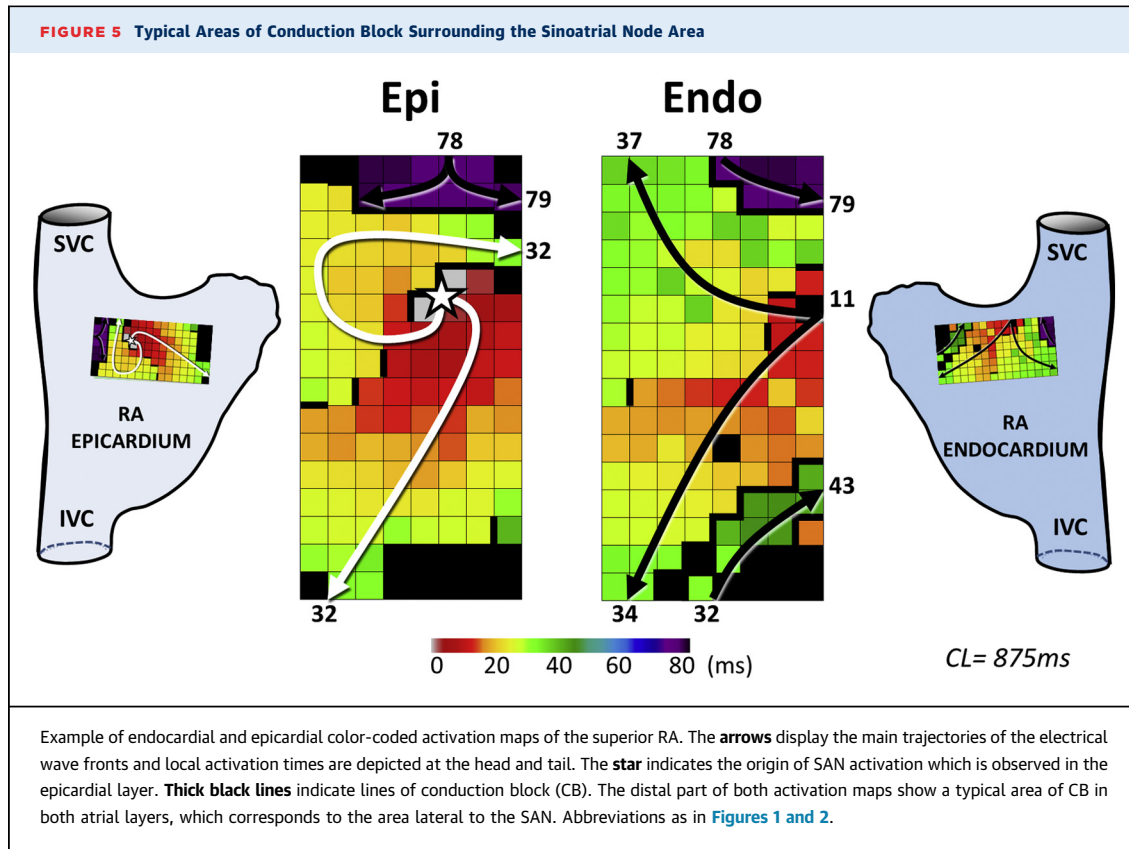 FIGURE 5 Typical Areas of Conduction Block Surrounding the Sinoatrial Node Area
Epi
Endo
78
79
32
32
37
78
79
11
43
34
32
SVC
RA
EPICARDIUM
IVC
SVC
RA
ENDOCARDIUM
IVC
0 20 40 60 80 (ms)
CL= 875ms
Example of endocardial and epicardial color-coded activation maps of the superior RA. The arrows display the main trajectories of the electrical
wave fronts and local activation times are depicted at the head and tail. The star indicates the origin of SAN activation which is observed in the
epicardial layer. Thick black lines indicate lines of conduction block (CB). The distal part of both activation maps show a typical area of CB in
both atrial layers, which corresponds to the area lateral to the SAN. Abbreviations as in Figures 1 and 2.